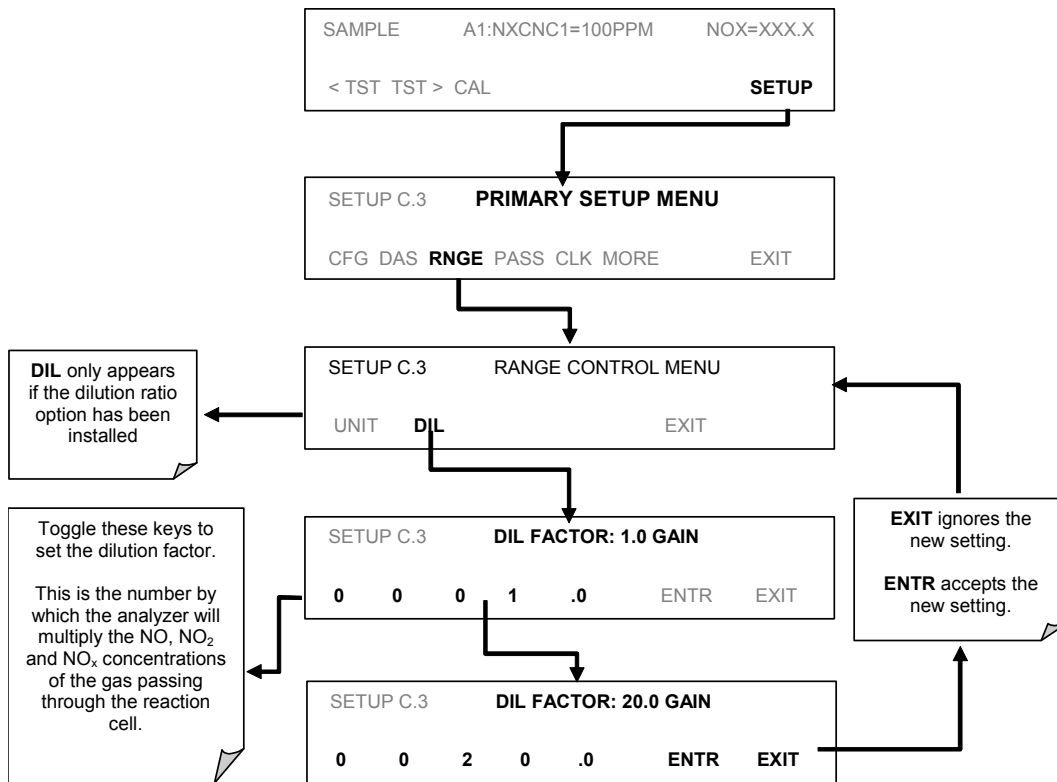 SAMPLE A1:NXCNC1=100PPM NOX=XXX.X
< TST TST > CAL SETUP
SETUP C.3 PRIMARY SETUP MENU
CFG DAS RNGE PASS CLK MORE EXIT
DIL only appears
if the dilution ratio
option has been
installed
SETUP C.3 RANGE CONTROL MENU
UNIT DIL EXIT
Toggle these keys to
set the dilution factor.
This is the number by
which the analyzer will
multiply the NO, NO₂
and NOₓ concentrations
of the gas passing
through the reaction
cell.
SETUP C.3 DIL FACTOR: 1.0 GAIN
0 0 0 1 .0 ENTR EXIT
EXIT ignores the
new setting.
ENTR accepts the
new setting.
SETUP C.3 DIL FACTOR: 20.0 GAIN
0 0 2 0 .0 ENTR EXIT